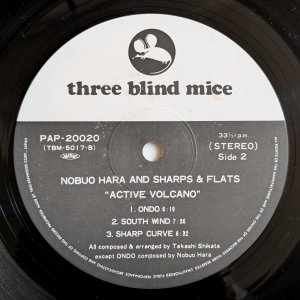 three blind mice
PAP-20020
(TBM-5017-B)
33⅓r.p.m.
(STEREO)
Side 2
NOBUO HARA AND SHARPS & FLATS
"ACTIVE VOLCANO"
1. ONDO 6:19
2. SOUTH WIND 7:36
3. SHARP CURVE 6:32
All composed & arranged by Takashi Shikata
except ONDO composed by Nobuo Hara